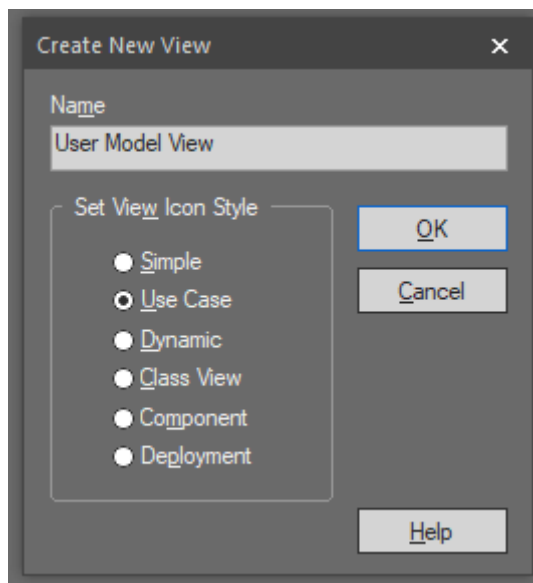 Create New View
Name
User Model View
Set View Icon Style
Simple
Use Case
Dynamic
Class View
Component
Deployment
OK
Cancel
Help